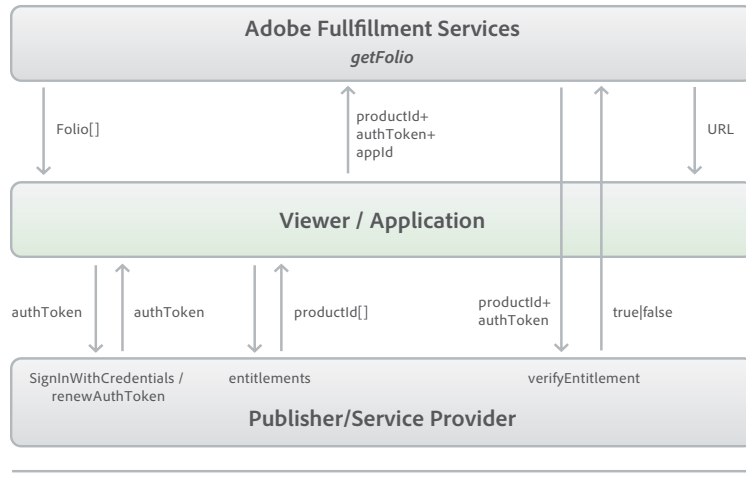 Adobe Fullfillment Services
getFolio
Folio[]
productId+
authToken+
appId
URL
Viewer / Application
authToken
authToken
productId[]
productId+
authToken
true|false
SignInWithCredentials /
renewAuthToken
entitlements
verifyEntitlement
Publisher/Service Provider